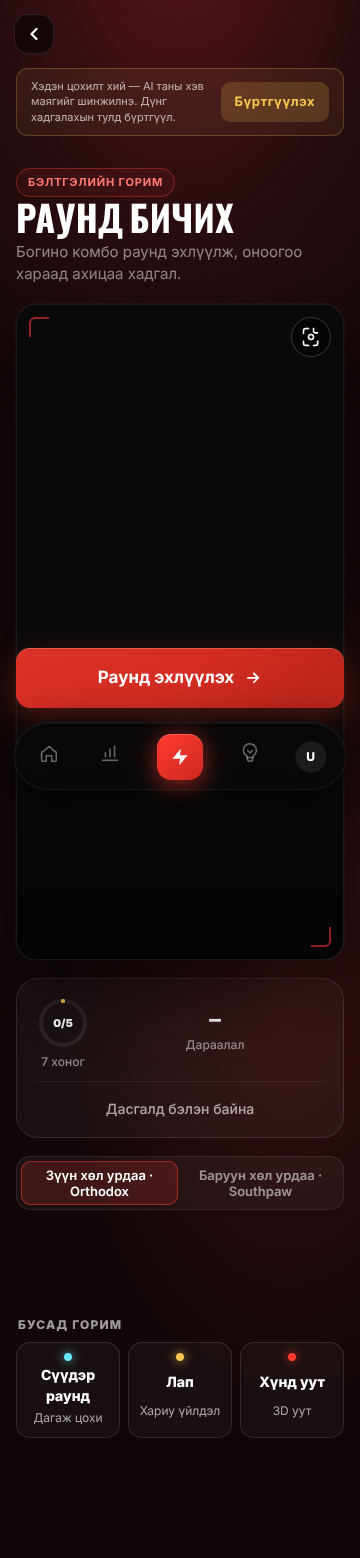 Хэдэн цохилт хий — AI таны хэв
маягийг шинжилнэ. Дүнг
хадгалахын тулд бүртгүүл.
Бүртгүүлэх
БЭЛТГЭЛИЙН ГОРИМ
РАУНД БИЧИХ
Богино комбо раунд эхлүүлж, оноогоо
хараад ахицаа хадгал.
Раунд эхлүүлэх →
U
0/5
7 хоног
–
Дараалал
Дасгалд бэлэн байна
Зүүн хөл урдаа ·
Orthodox
Баруун хөл урдаа ·
Southpaw
БУСАД ГОРИМ
Сүүдэр
раунд
Дагаж цохи
Лап
Хариу үйлдэл
Хүнд уут
3D уут